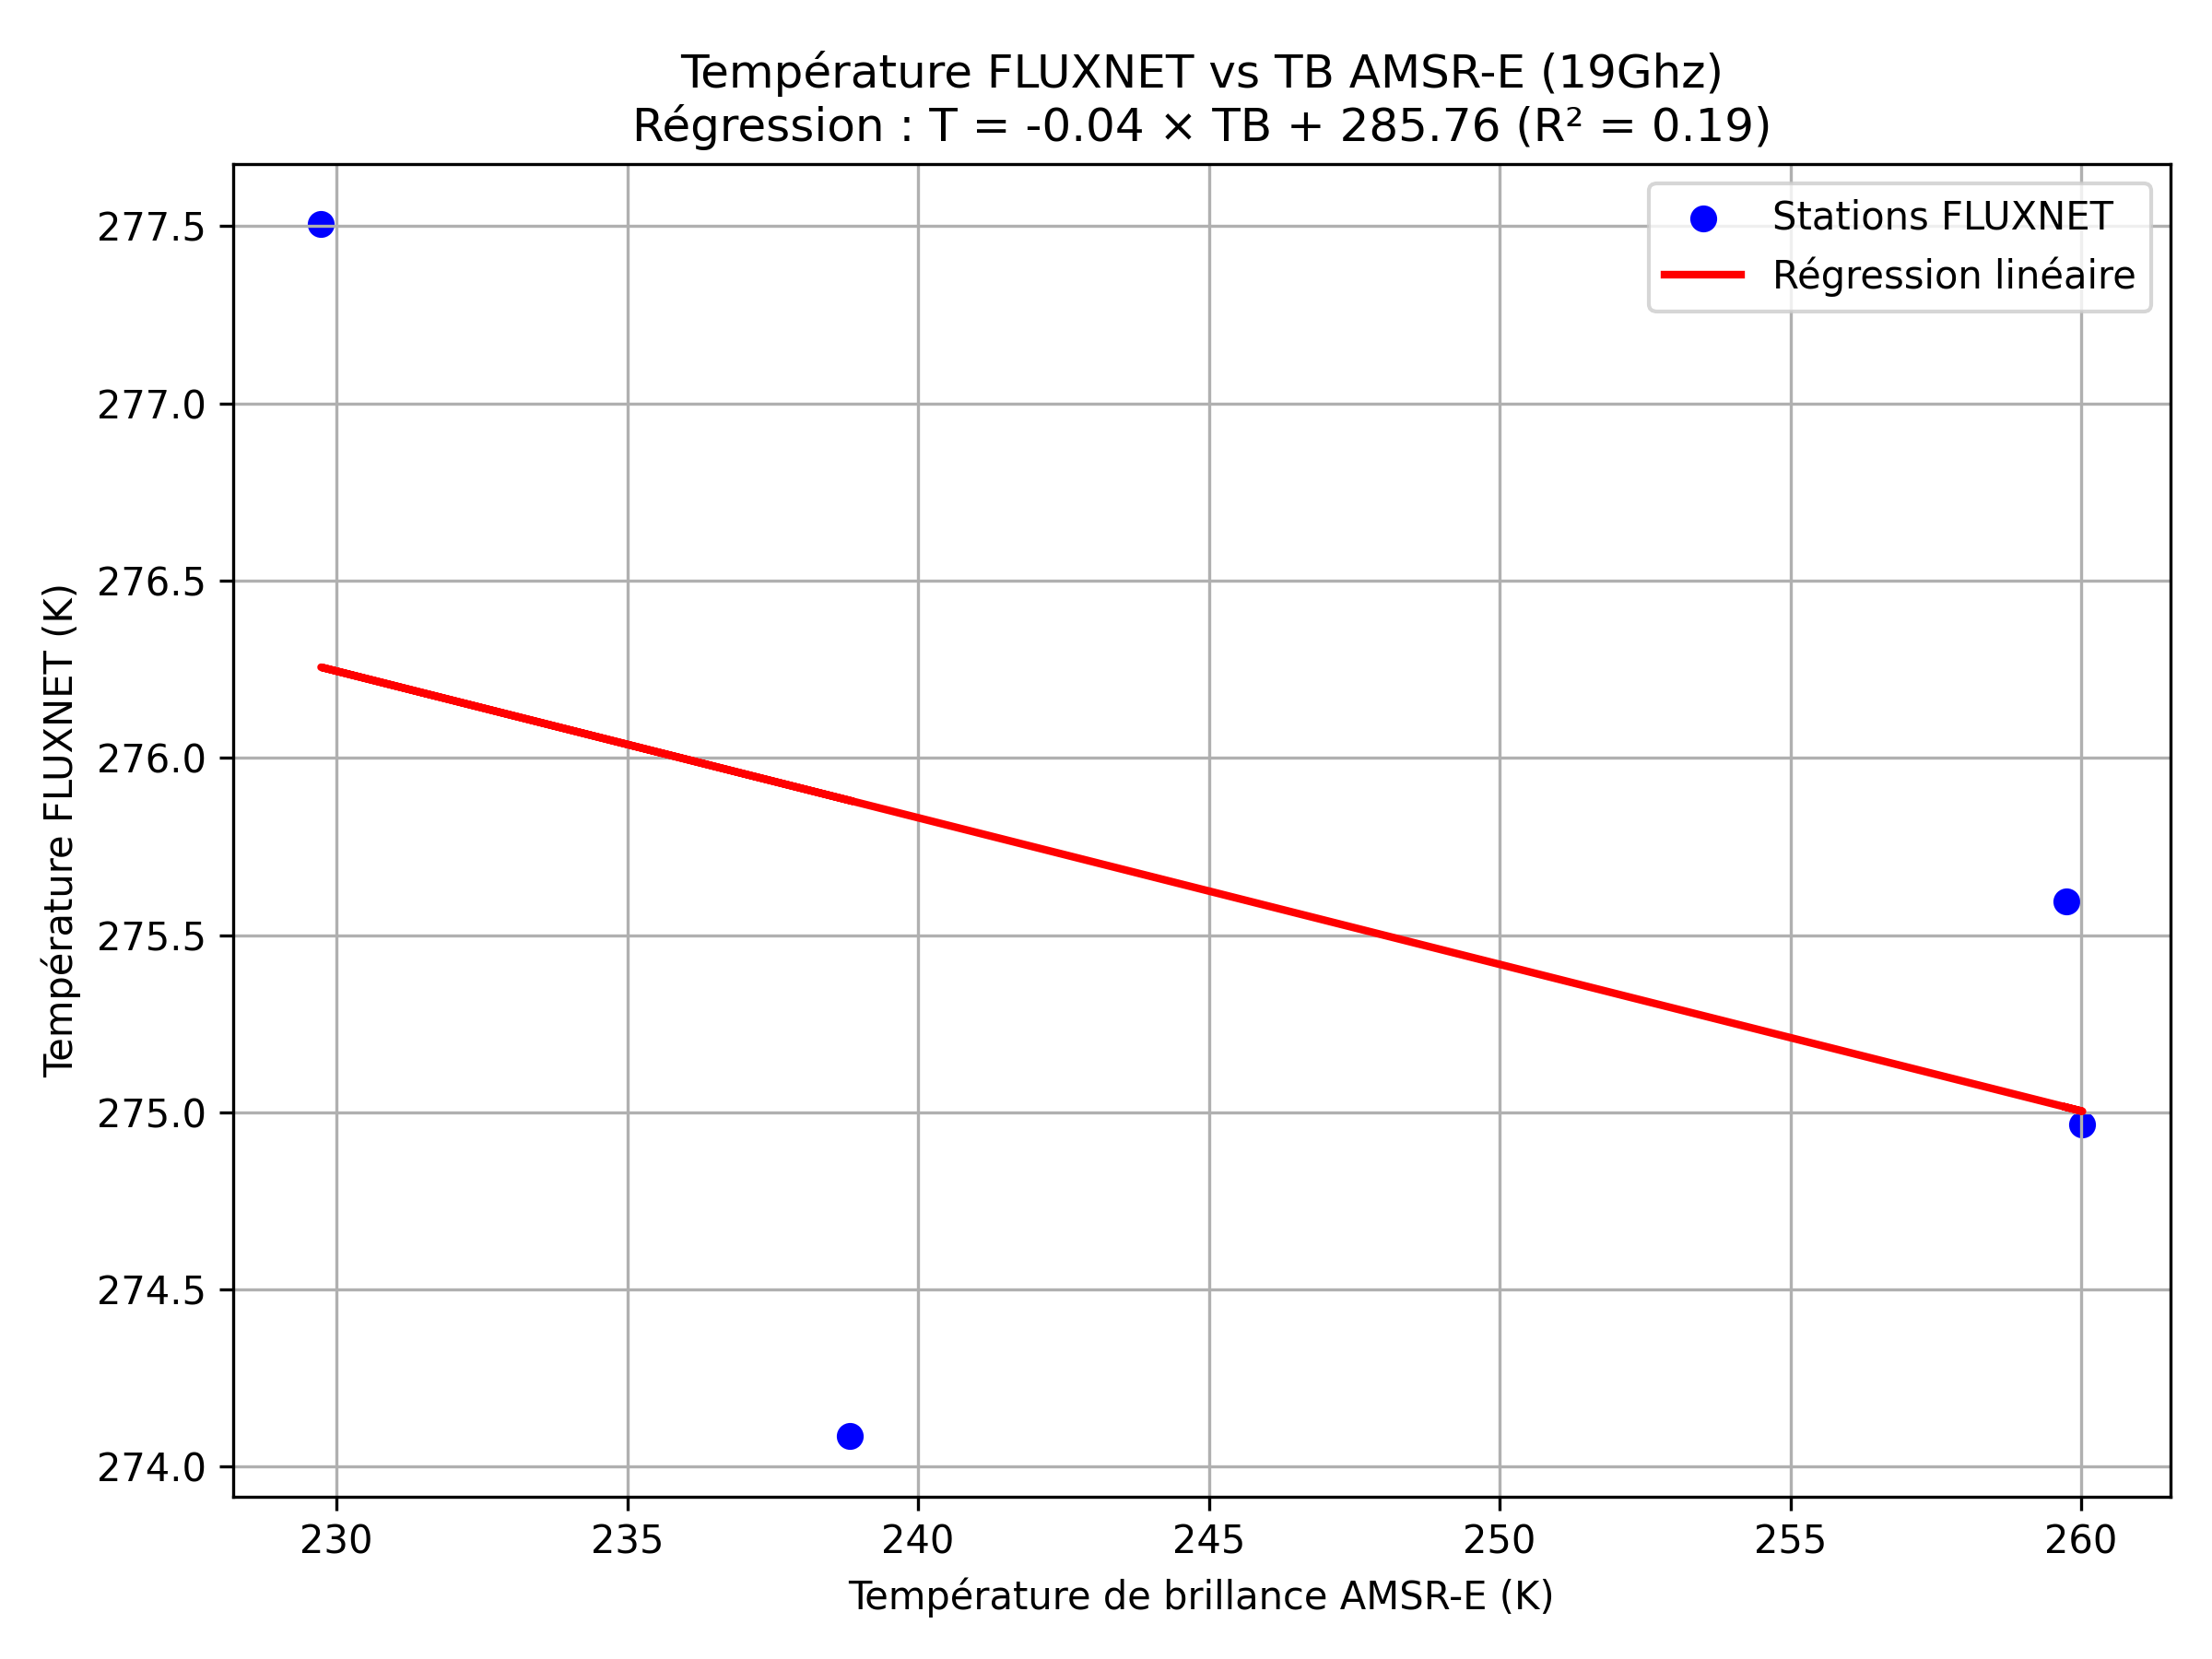 Température FLUXNET vs TB AMSR-E (19Ghz)
Régression : T = -0.04 × TB + 285.76 (R² = 0.19)
Stations FLUXNET
Régression linéaire
Température FLUXNET (K)
277.5
277.0
276.5
276.0
275.5
275.0
274.5
274.0
230 235 240 245 250 255 260
Température de brillance AMSR-E (K)